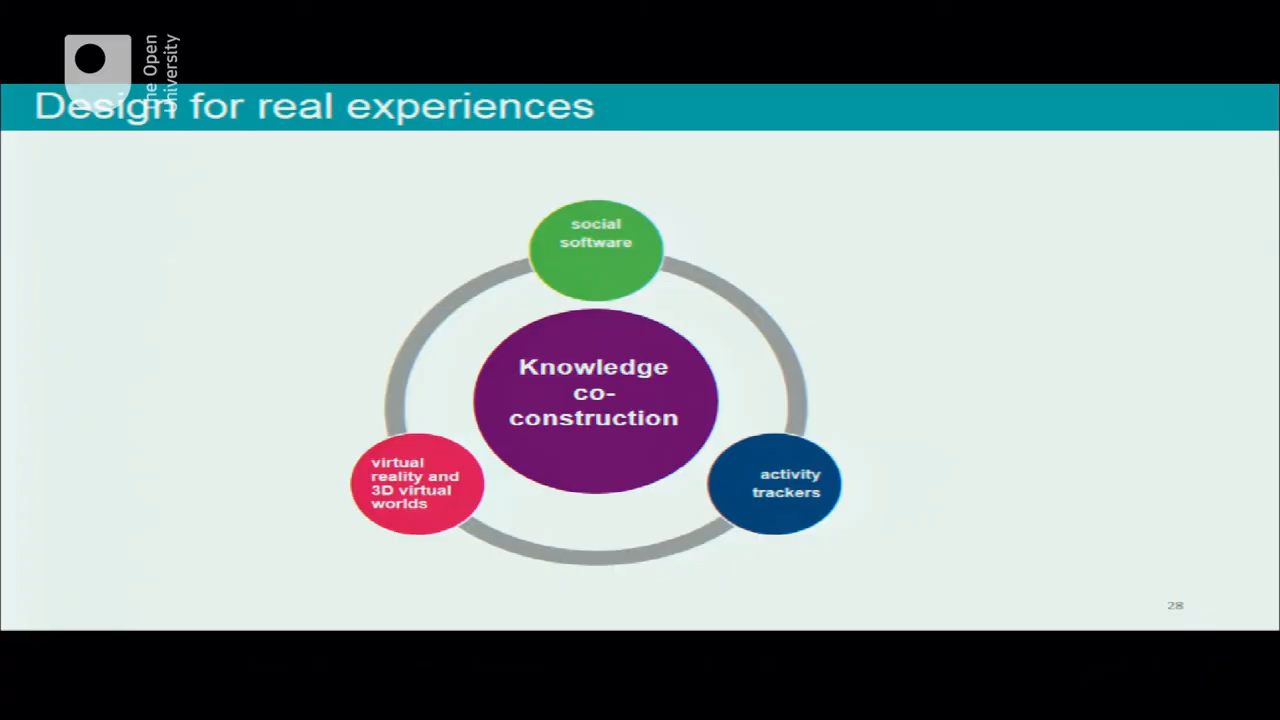 The Open
University
Design for real experiences
social
software
Knowledge
co-
construction
virtual
reality and
3D virtual
worlds
activity
trackers
28